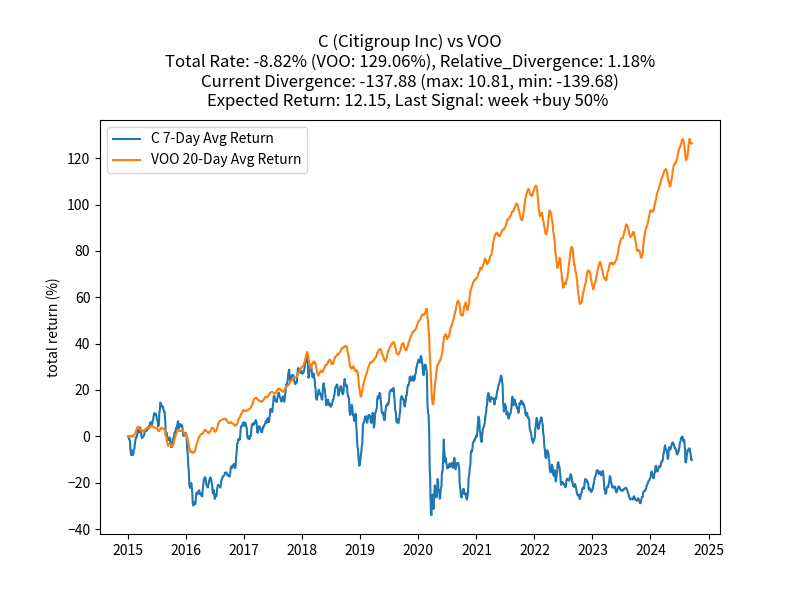 C (Citigroup Inc) vs VOO
Total Rate: -8.82% (VOO: 129.06%), Relative_Divergence: 1.18%
Current Divergence: -137.88 (max: 10.81, min: -139.68)
Expected Return: 12.15, Last Signal: week +buy 50%
C 7-Day Avg Return
VOO 20-Day Avg Return
total return (%)
120
100
80
60
40
20
0
−20
−40
2015 2016 2017 2018 2019 2020 2021 2022 2023 2024 2025